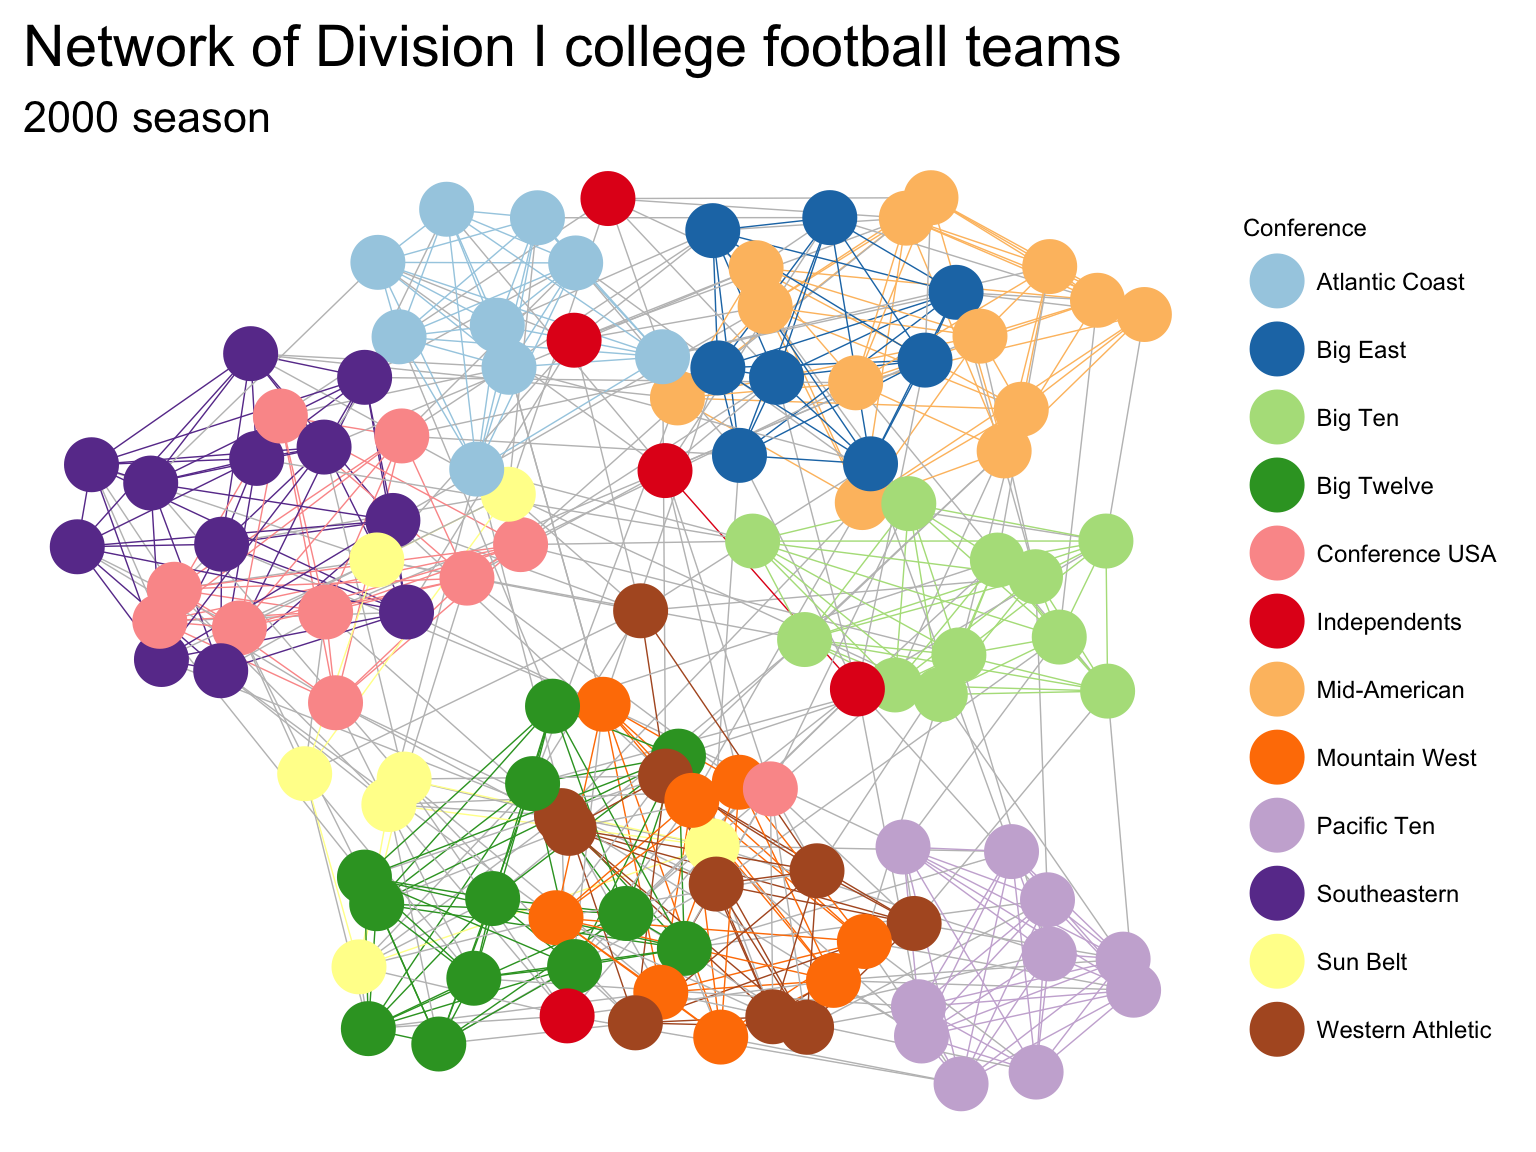 Network of Division I college football teams
2000 season
Conference
Atlantic Coast
Big East
Big Ten
Big Twelve
Conference USA
Independents
Mid-American
Mountain West
Pacific Ten
Southeastern
Sun Belt
Western Athletic